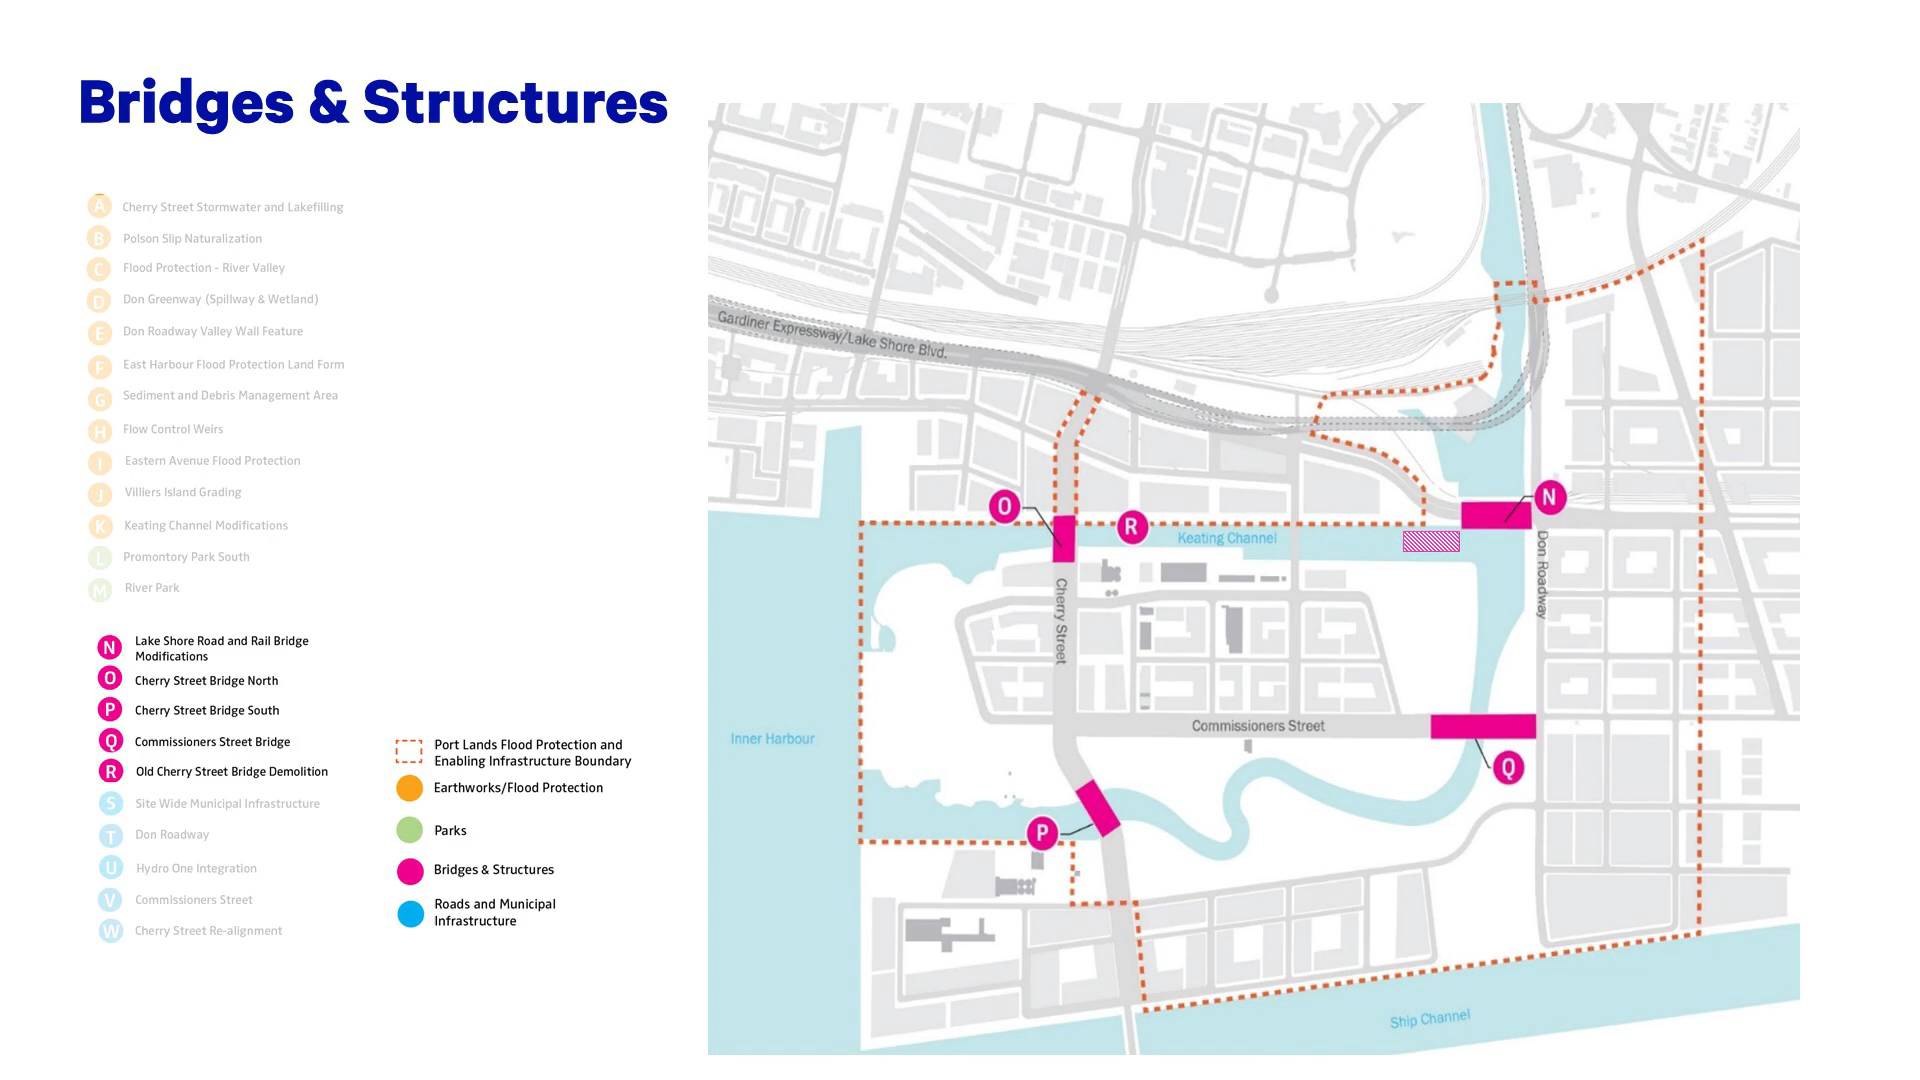 Bridges & Structures
A Cherry Street Stormwater and Lakefilling
B Polson Slip Naturalization
C Flood Protection - River Valley
D Don Greenway (Spillway & Wetland)
E Don Roadway Valley Wall Feature
F East Harbour Flood Protection Land Form
G Sediment and Debris Management Area
H Flow Control Weirs
I Eastern Avenue Flood Protection
J Villiers Island Grading
K Keating Channel Modifications
L Promontory Park South
M River Park
N Lake Shore Road and Rail Bridge
Modifications
O Cherry Street Bridge North
P Cherry Street Bridge South
Q Commissioners Street Bridge
R Old Cherry Street Bridge Demolition
S Site Wide Municipal Infrastructure
T Don Roadway
U Hydro One Integration
V Commissioners Street
W Cherry Street Re-alignment
Port Lands Flood Protection and
Enabling Infrastructure Boundary
Earthworks/Flood Protection
Parks
Bridges & Structures
Roads and Municipal
Infrastructure
Gardiner Expressway/Lake Shore Blvd.
N
O
R
Keating Channel
Don Roadway
Cherry Street
Commissioners Street
Inner Harbour
Q
P
Ship Channel